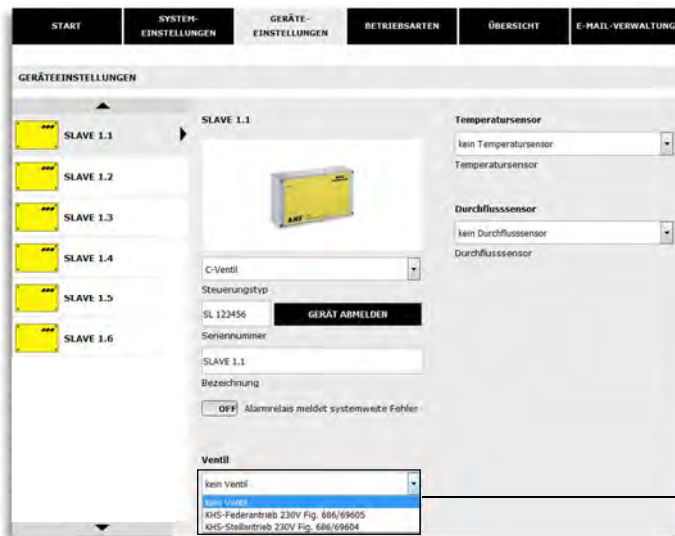 START
SYSTEM-
EINSTELLUNGEN
GERÄTE-
EINSTELLUNGEN
BETRIEBSARTEN
ÜBERSICHT
E-MAIL-VERWALTUNG
GERÄTEEINSTELLUNGEN
SLAVE 1.1
SLAVE 1.2
SLAVE 1.3
SLAVE 1.4
SLAVE 1.5
SLAVE 1.6
SLAVE 1.1
KHS
C-Ventil
Steuerungstyp
SL 123456
GERÄT ABMELDEN
Seriennummer
SLAVE 1.1
Bezeichnung
OFF Alarmrelais meldet systemweite Fehler
Ventil
kein Ventil
kein Ventil
KHS-Federantrieb 230V Fig. 686/69605
KHS-Stellantrieb 230V Fig. 686/69604
Temperatursensor
kein Temperatursensor
Temperatursensor
Durchflusssensor
kein Durchflusssensor
Durchflusssensor